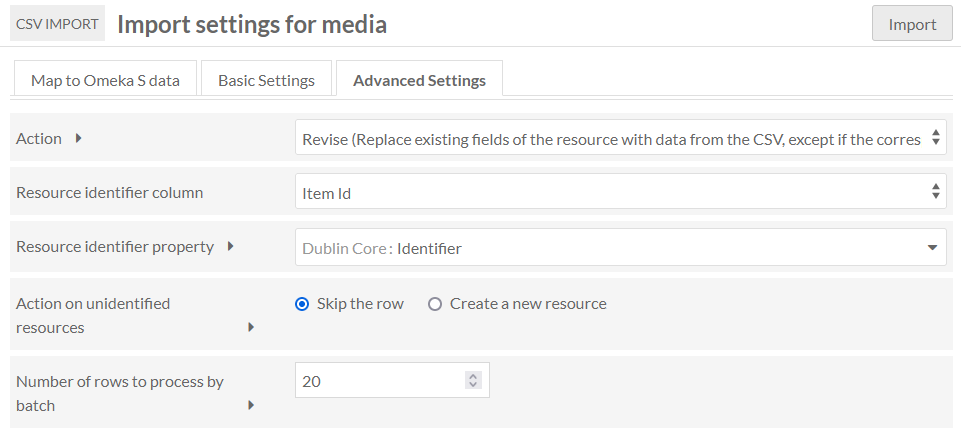 CSV IMPORT Import settings for media Import
Map to Omeka S data Basic Settings Advanced Settings
Action Revise (Replace existing fields of the resource with data from the CSV, except if the corres
Resource identifier column Item Id
Resource identifier property Dublin Core: Identifier
Action on unidentified Skip the row Create a new resource
resources
Number of rows to process by 20
batch